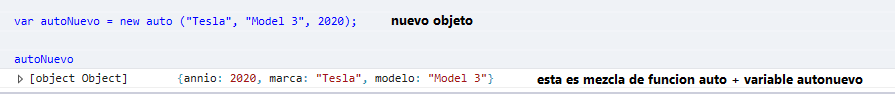 var autoNuevo = new auto ("Tesla", "Model 3", 2020); nuevo objeto
autoNuevo
[object Object] {annio: 2020, marca: "Tesla", modelo: "Model 3"} esta es mezcla de funcion auto + variable autonuevo